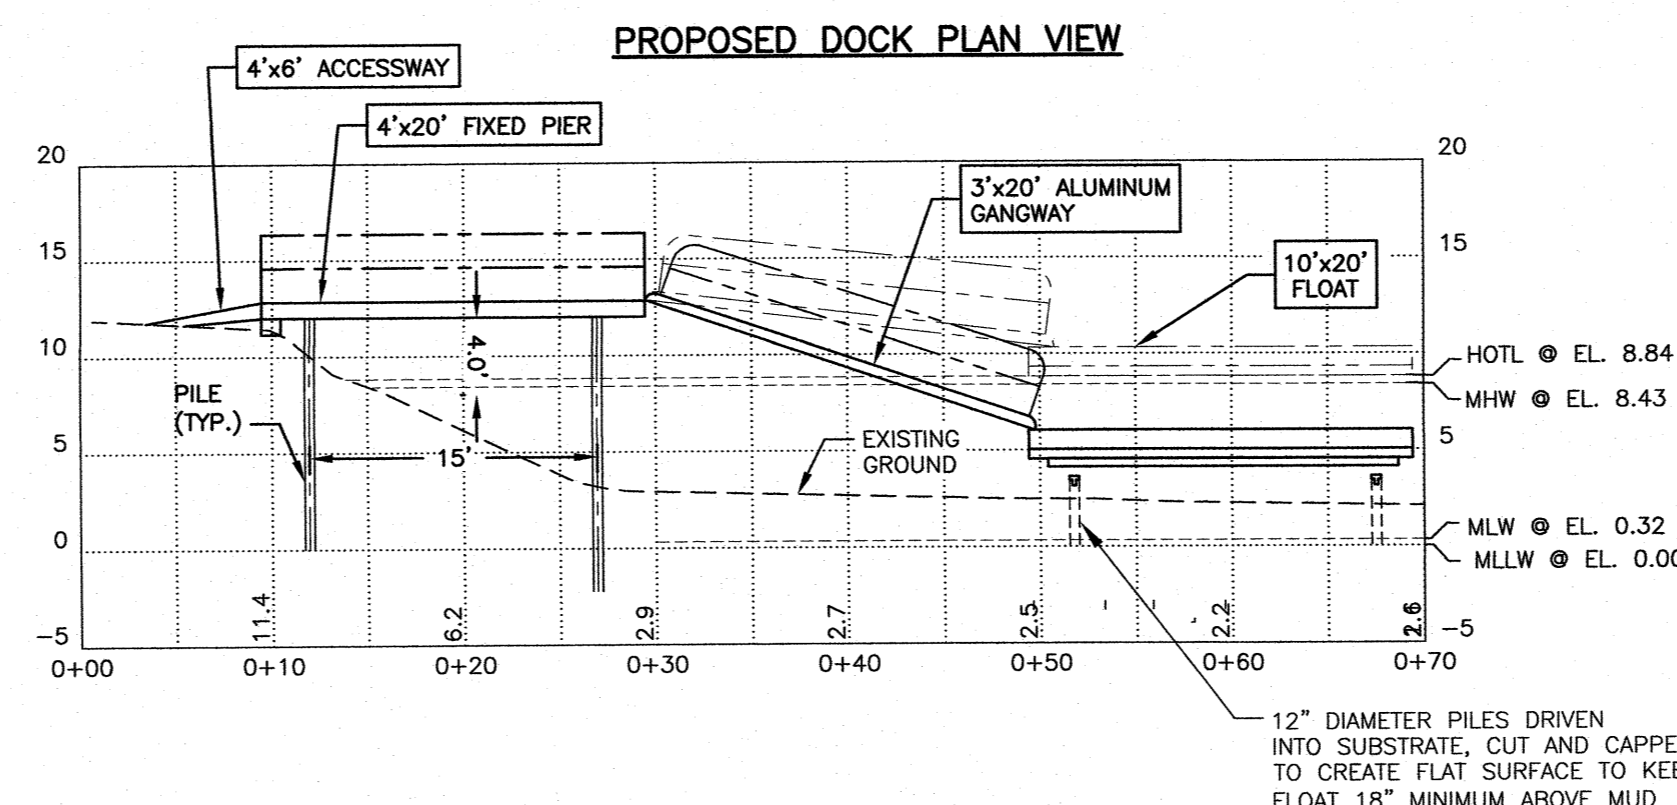 PROPOSED DOCK PLAN VIEW
4'x6' ACCESSWAY
4'x20' FIXED PIER
3'x20' ALUMINUM
GANGWAY
10'x20'
FLOAT
20
15
10
5
0
-5
20
15
5
-5
HOTL @ EL. 8.84
MHW @ EL. 8.43
MLW @ EL. 0.32
MLLW @ EL. 0.00
4.0'
PILE
(TYP.)
15'
EXISTING
GROUND
11.4
6.2
2.9
2.7
2.5
2.2
2.6
0+00
0+10
0+20
0+30
0+40
0+50
0+60
0+70
12" DIAMETER PILES DRIVEN
INTO SUBSTRATE, CUT AND CAPPE
TO CREATE FLAT SURFACE TO KEE
FLOAT 18" MINIMUM ABOVE MUD